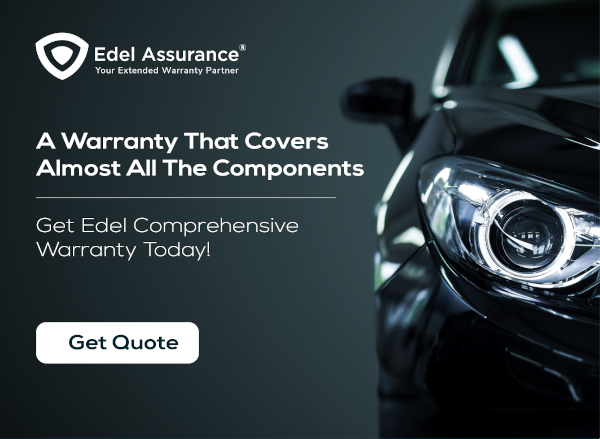 Edel Assurance®
Your Extended Warranty Partner
A Warranty That Covers
Almost All The Components
Get Edel Comprehensive
Warranty Today!
Get Quote